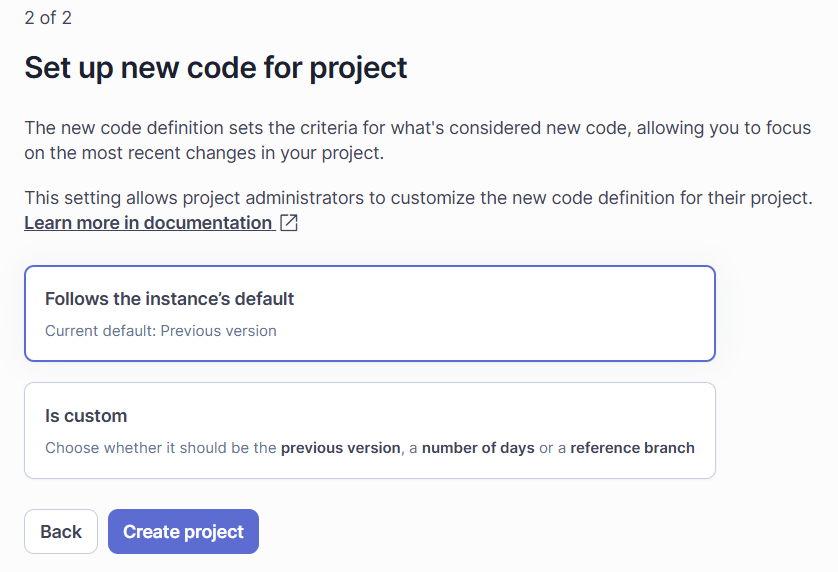 2 of 2
Set up new code for project
The new code definition sets the criteria for what's considered new code, allowing you to focus
on the most recent changes in your project.
This setting allows project administrators to customize the new code definition for their project.
Learn more in documentation
Follows the instance’s default
Current default: Previous version
Is custom
Choose whether it should be the previous version, a number of days or a reference branch
Back
Create project